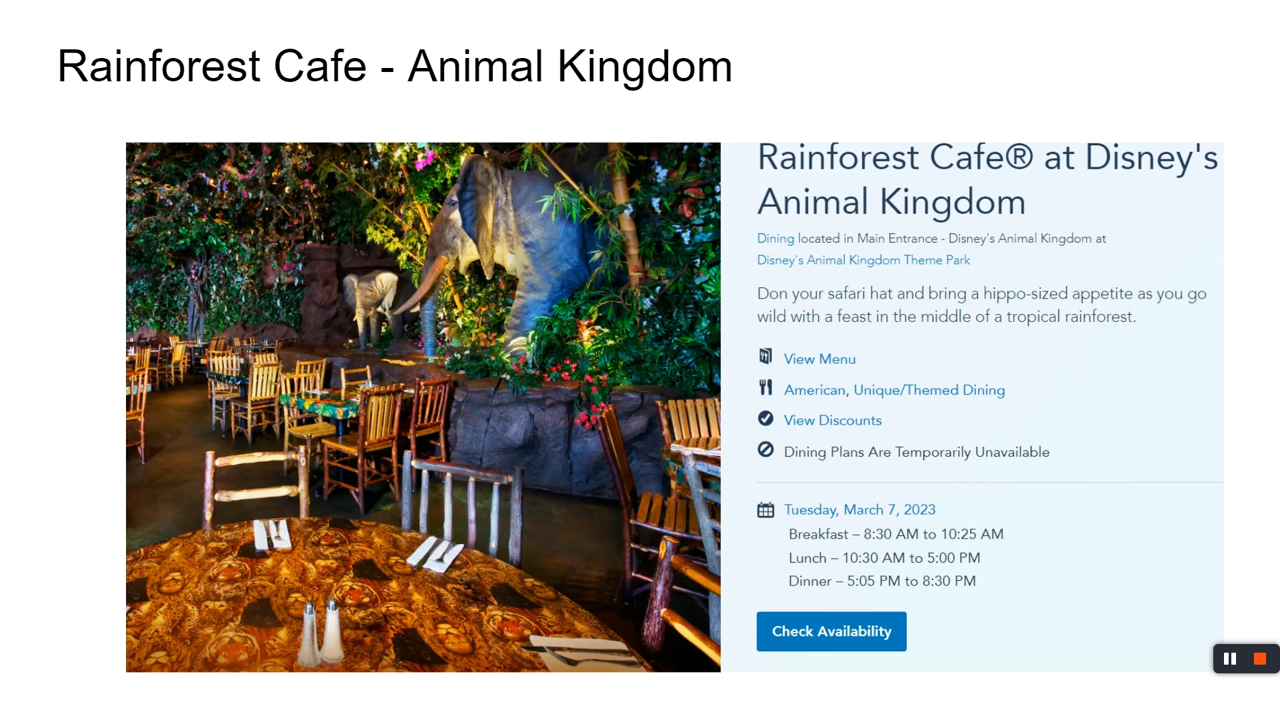 Rainforest Cafe - Animal Kingdom
Rainforest Cafe® at Disney's
Animal Kingdom
Dining located in Main Entrance - Disney's Animal Kingdom at
Disney's Animal Kingdom Theme Park
Don your safari hat and bring a hippo-sized appetite as you go
wild with a feast in the middle of a tropical rainforest.
View Menu
American, Unique/Themed Dining
View Discounts
Dining Plans Are Temporarily Unavailable
Tuesday, March 7, 2023
Breakfast – 8:30 AM to 10:25 AM
Lunch – 10:30 AM to 5:00 PM
Dinner – 5:05 PM to 8:30 PM
Check Availability